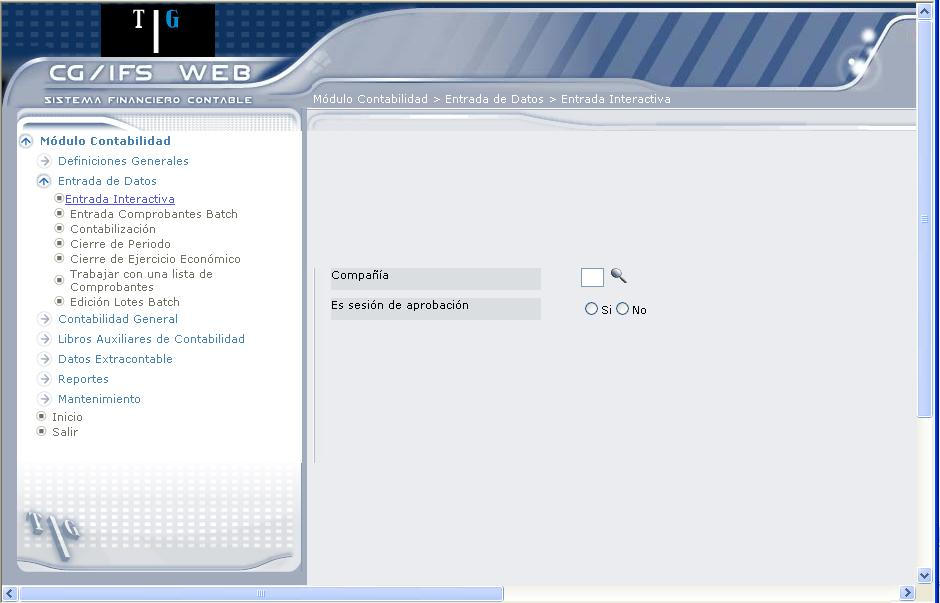 T G
CG/IFS WEB
SISTEMA FINANCIERO CONTABLE
Módulo Contabilidad > Entrada de Datos > Entrada Interactiva
Módulo Contabilidad
Definiciones Generales
Entrada de Datos
Entrada Interactiva
Entrada Comprobantes Batch
Contabilización
Cierre de Periodo
Cierre de Ejercicio Económico
Trabajar con una lista de
Comprobantes
Edición Lotes Batch
Contabilidad General
Libros Auxiliares de Contabilidad
Datos Extracontable
Reportes
Mantenimiento
Inicio
Salir
T G
Compañía
Es sesión de aprobación
Si No